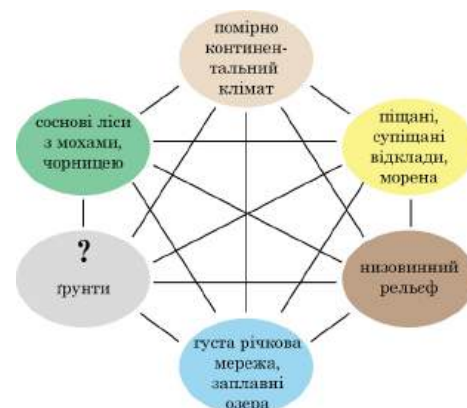 помірно
континен-
тальний
клімат
соснові ліси
з мохами,
чорницею
піщані,
супіщані
відклади,
морена
?
ґрунти
низовинний
рельєф
густа річкова
мережа,
заплавні
озера